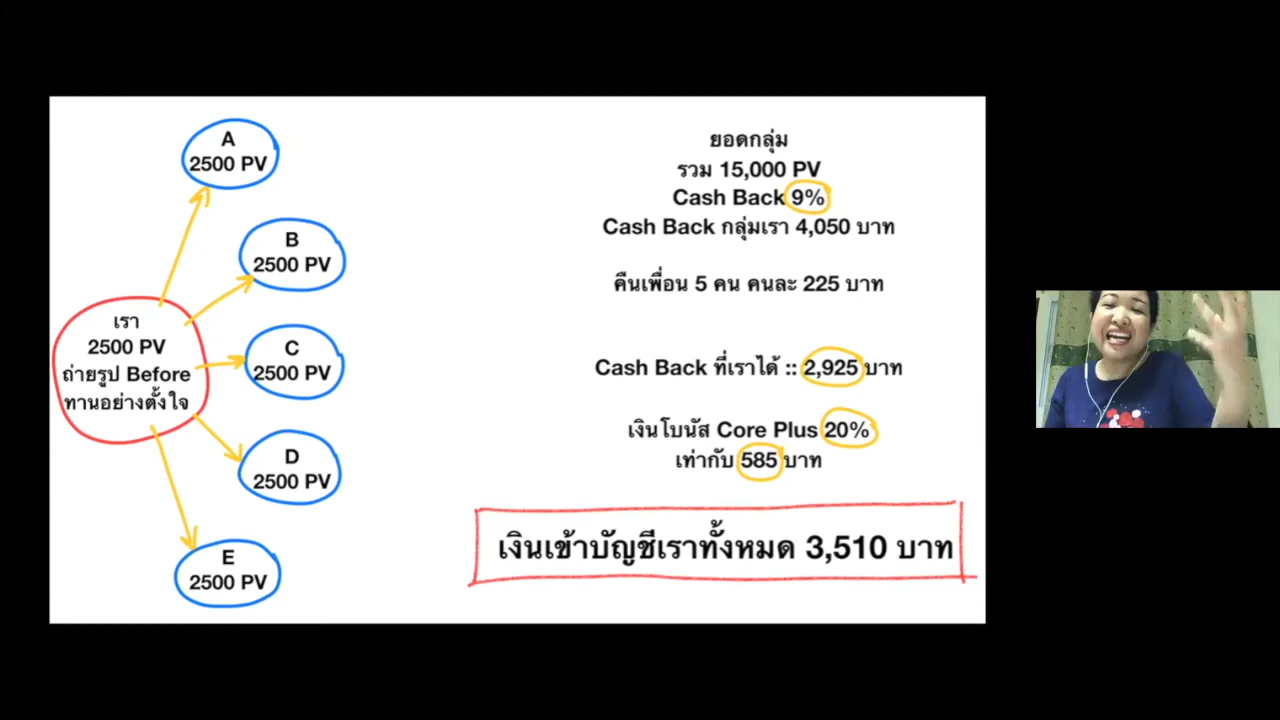 A
2500 PV
B
2500 PV
เรา
2500 PV
ถ่ายรูป Before
ทานอย่างตั้งใจ
C
2500 PV
D
2500 PV
E
2500 PV
ยอดกลุ่ม
รวม 15,000 PV
Cash Back 9%
Cash Back กลุ่มเรา 4,050 บาท
คืนเพื่อน 5 คน คนละ 225 บาท
Cash Back ที่เราได้ :: 2,925 บาท
เงินโบนัส Core Plus 20%
เท่ากับ 585 บาท
เงินเข้าบัญชีเราทั้งหมด 3,510 บาท